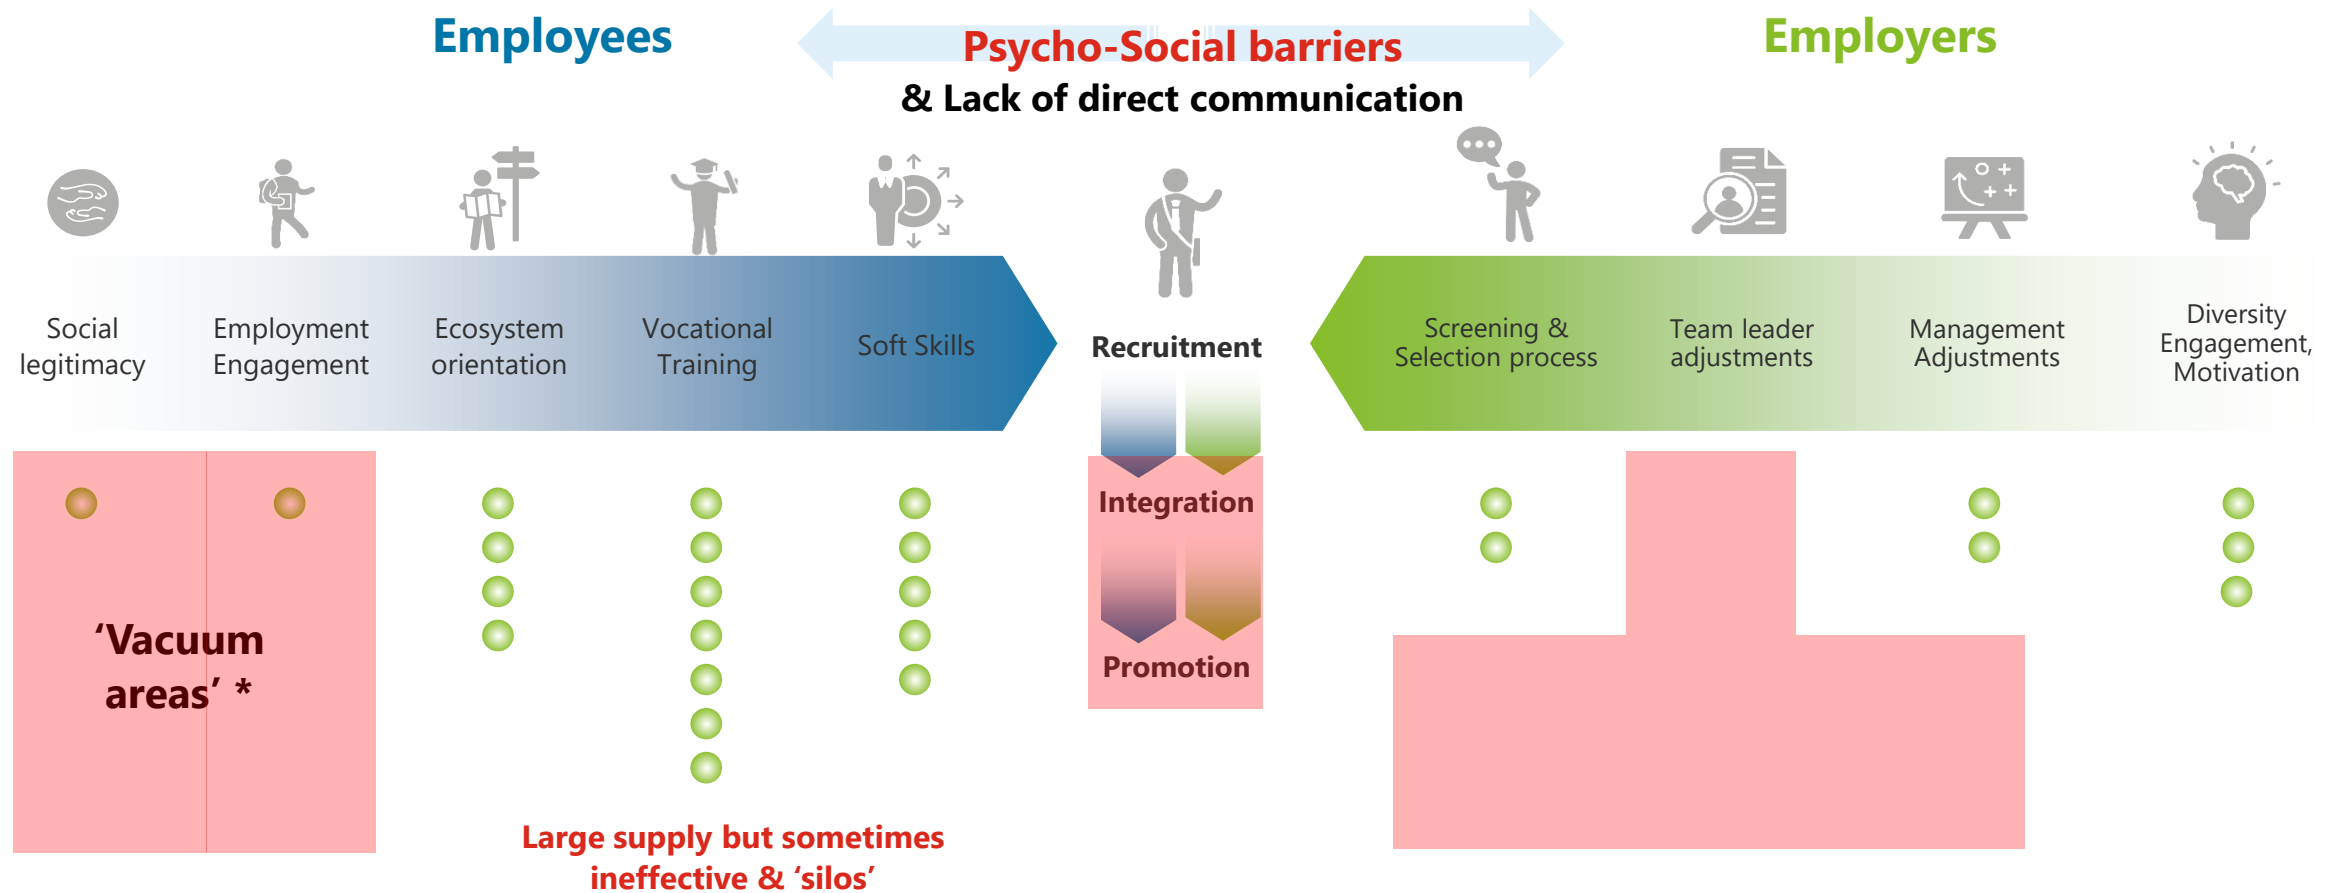 Employees
Psycho-Social barriers
& Lack of direct communication
Employers
Social
legitimacy
Employment
Engagement
Ecosystem
orientation
Vocational
Training
Soft Skills
Recruitment
Screening &
Selection process
Team leader
adjustments
Management
Adjustments
Diversity
Engagement,
Motivation
Integration
Promotion
‘Vacuum
areas’ *
Large supply but sometimes
ineffective & ‘silos’